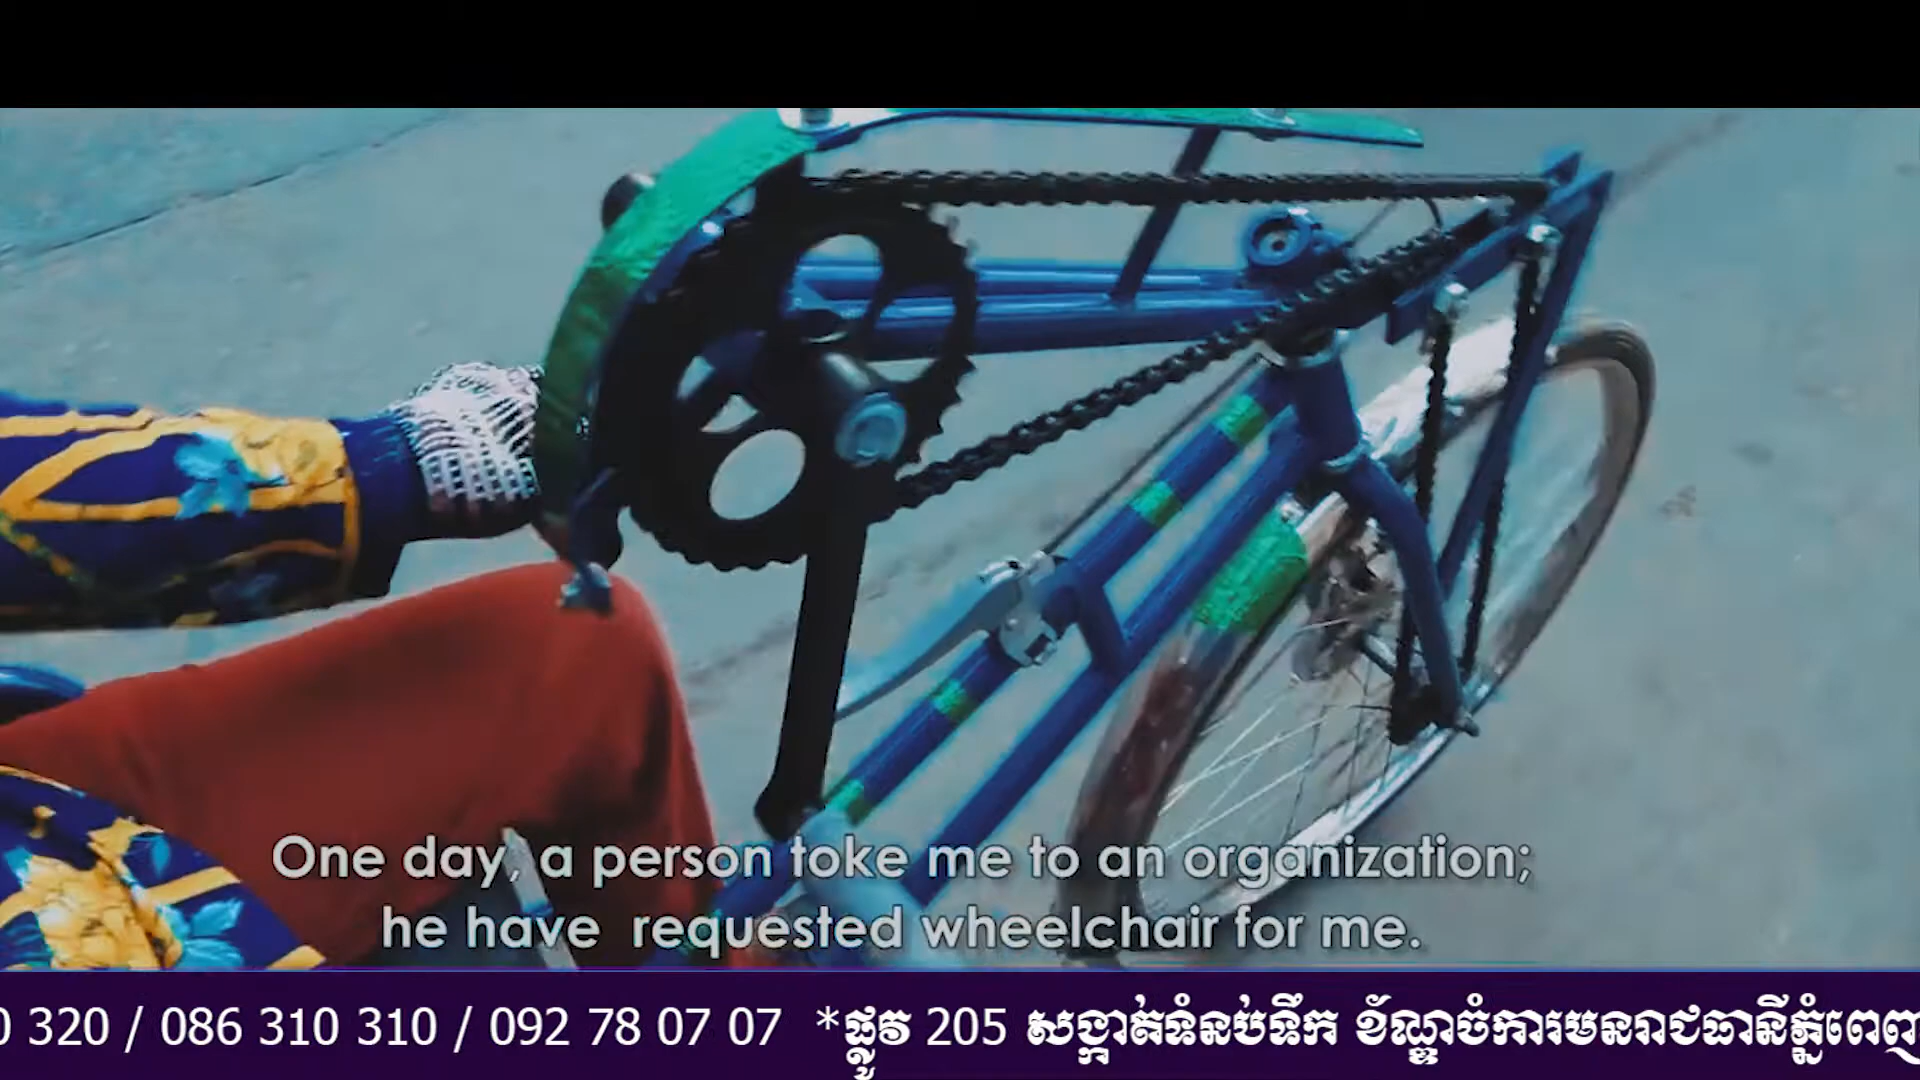 One day, a person toke me to an organization;
he have requested wheelchair for me.
320 / 086 310 310 / 092 78 07 07 *ផ្លូវ 205 សង្កាត់ទំនប់ទឹក ខ័ណ្ឌចំការមនរាជធានីភ្នំពេញ